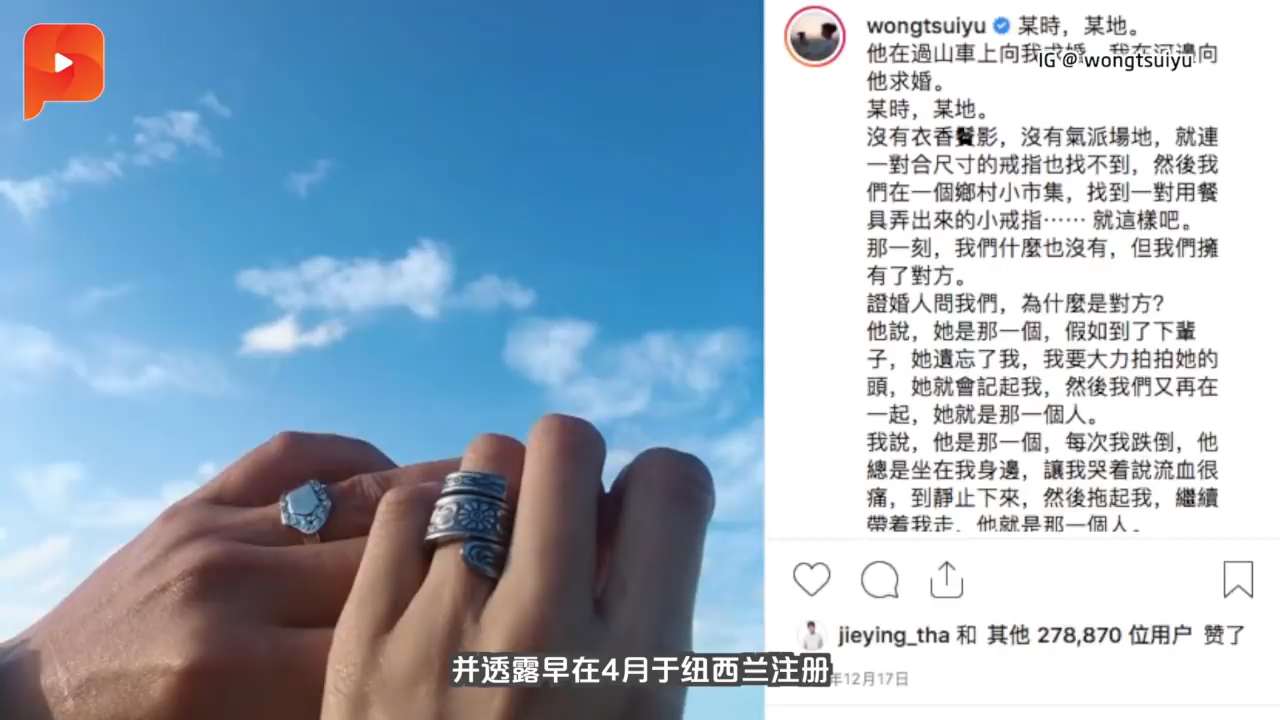 wongtsuiyu 某時，某地。
他在過山車上向我求婚，我在河邊向
IG @ wongtsuiyu
他求婚。
某時，某地。
沒有衣香鬢影，沒有氣派場地，就連
一對合尺寸的戒指也找不到，然後我
們在一個鄉村小市集，找到一對用餐
具弄出來的小戒指…… 就這樣吧。
那一刻，我們什麼也沒有，但我們擁
有了對方。
證婚人問我們，為什麼是對方？
他說，她是那一個，假如到了下輩
子，她遺忘了我，我要大力拍拍她的
頭，她就會記起我，然後我們又再在
一起，她就是那一個人。
我說，他是那一個，每次我跌倒，他
總是坐在我身邊，讓我哭着說流血很
痛，到靜止下來，然後拖起我，繼續
帶着我走，他就是那一個人。
jieying_tha 和 其他 278,870 位用户 赞了
年12月17日
并透露早在4月于纽西兰注册